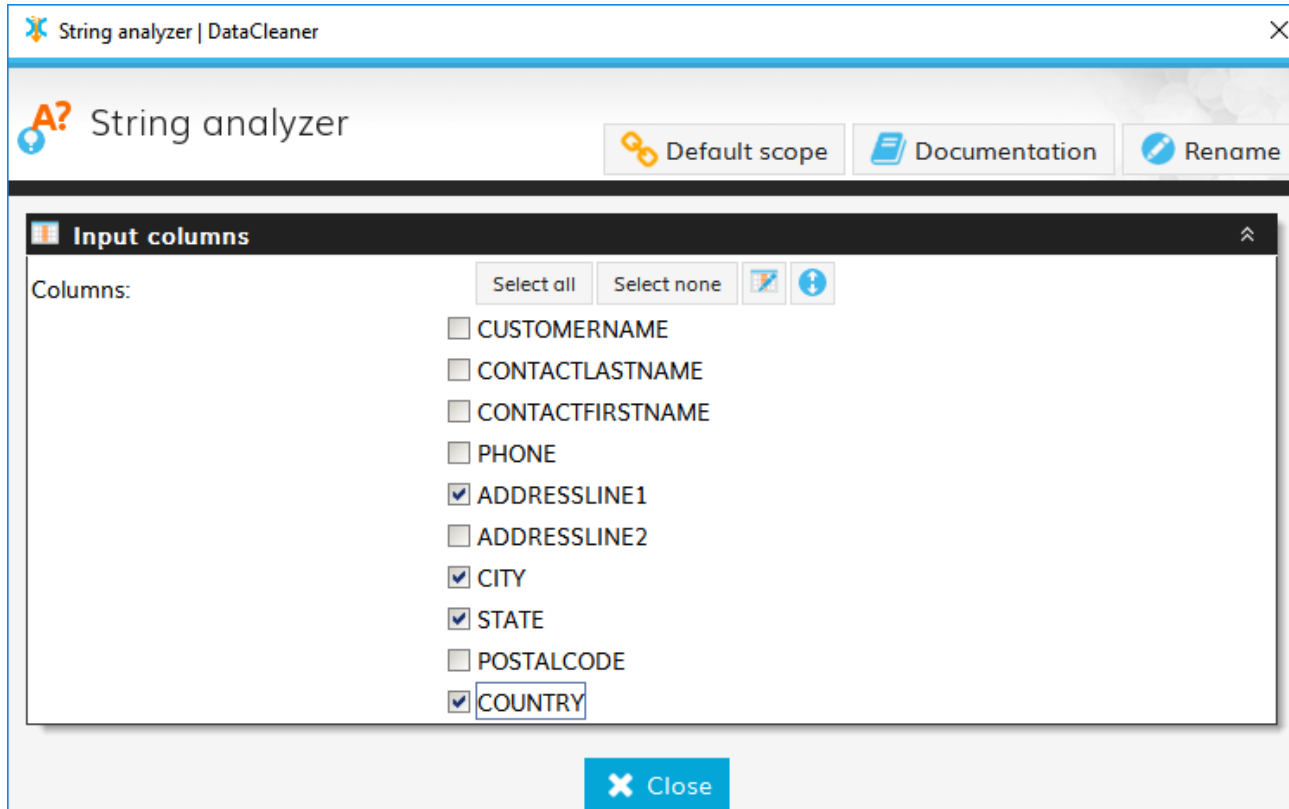 String analyzer | DataCleaner
A?
String analyzer
Default scope
Documentation
Rename
Input columns
Columns:
Select all
Select none
CUSTOMERNAME
CONTACTLASTNAME
CONTACTFIRSTNAME
PHONE
ADDRESSLINE1
ADDRESSLINE2
CITY
STATE
POSTALCODE
COUNTRY
Close